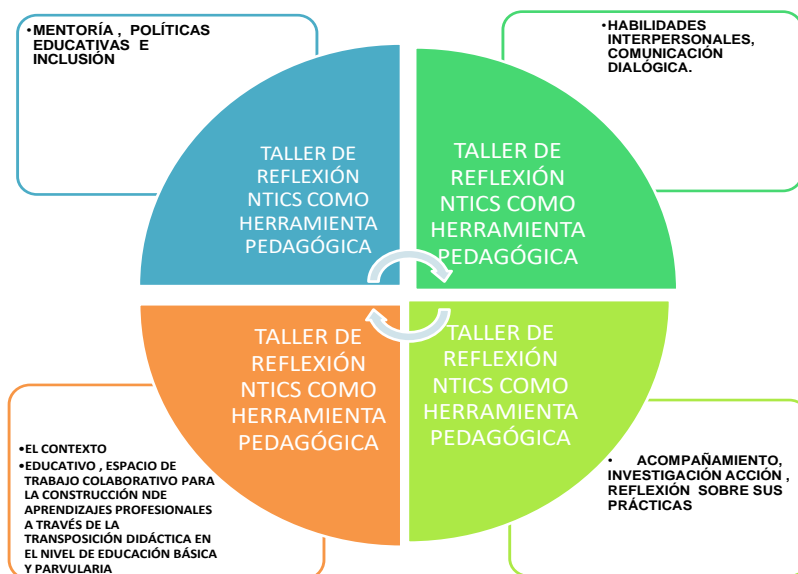 •MENTORÍA , POLÍTICAS
EDUCATIVAS E
INCLUSIÓN
•HABILIDADES
INTERPERSONALES,
COMUNICACIÓN
DIALÓGICA.
TALLER DE
REFLEXIÓN
NTICS COMO
HERRAMIENTA
PEDAGÓGICA
TALLER DE
REFLEXIÓN
NTICS COMO
HERRAMIENTA
PEDAGÓGICA
TALLER DE
REFLEXIÓN
NTICS COMO
HERRAMIENTA
PEDAGÓGICA
TALLER DE
REFLEXIÓN
NTICS COMO
HERRAMIENTA
PEDAGÓGICA
•EL CONTEXTO
•EDUCATIVO , ESPACIO DE
TRABAJO COLABORATIVO PARA
LA CONSTRUCCIÓN NDE
APRENDIZAJES PROFESIONALES
A TRAVÉS DE LA
TRANSPOSICIÓN DIDÁCTICA EN
EL NIVEL DE EDUCACIÓN BÁSICA
Y PARVULARIA
• ACOMPAÑAMIENTO,
INVESTIGACIÓN ACCIÓN ,
REFLEXIÓN SOBRE SUS
PRÁCTICAS